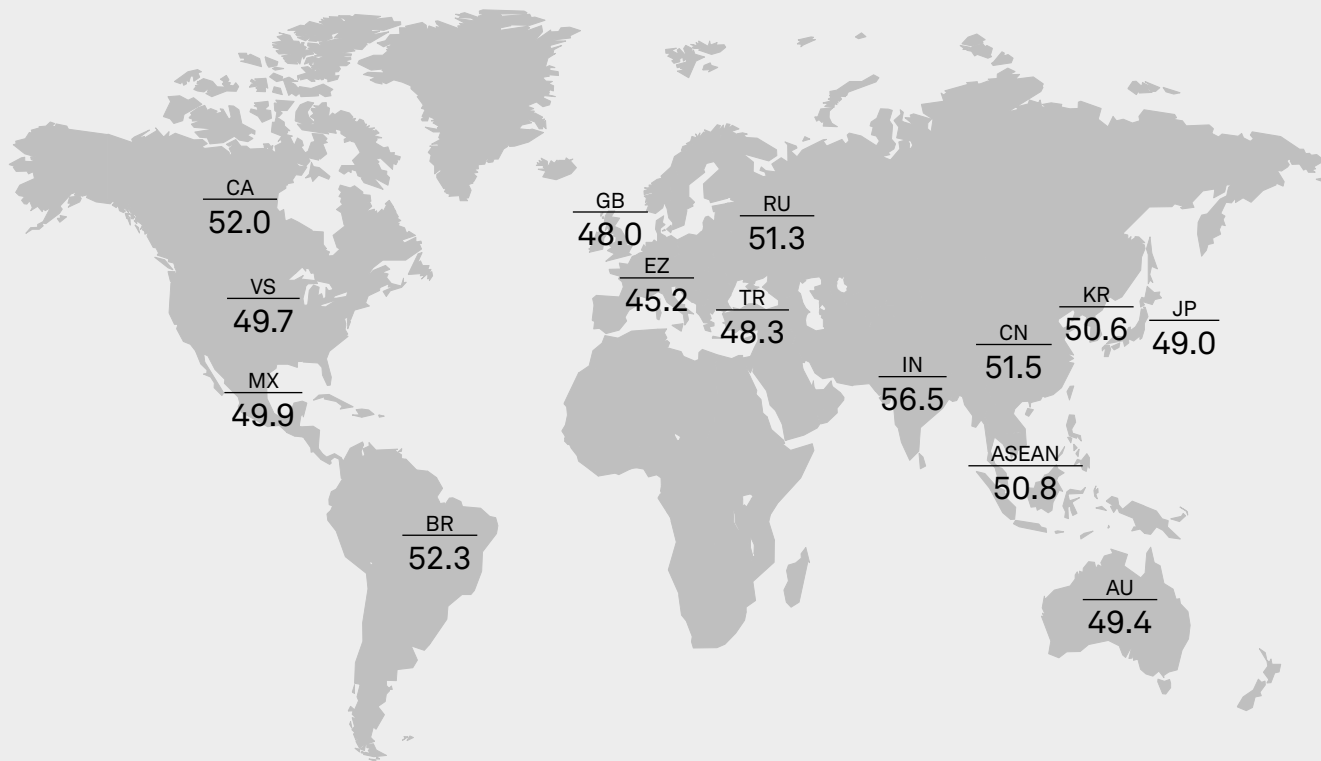 CA
52.0
GB
48.0
RU
51.3
EZ
45.2
VS
49.7
TR
48.3
KR
50.6
JP
49.0
CN
51.5
IN
56.5
MX
49.9
ASEAN
50.8
BR
52.3
AU
49.4